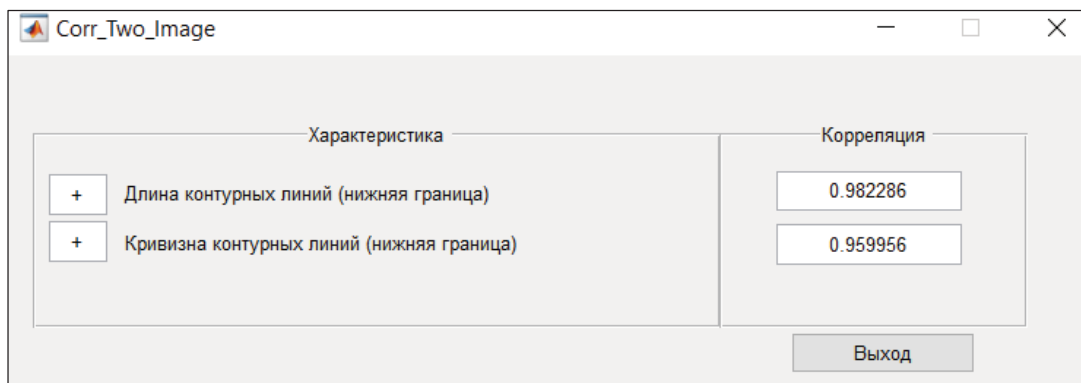 Corr_Two_Image
Характеристика Корреляция
+ Длина контурных линий (нижняя граница) 0.982286
+ Кривизна контурных линий (нижняя граница) 0.959956
Выход